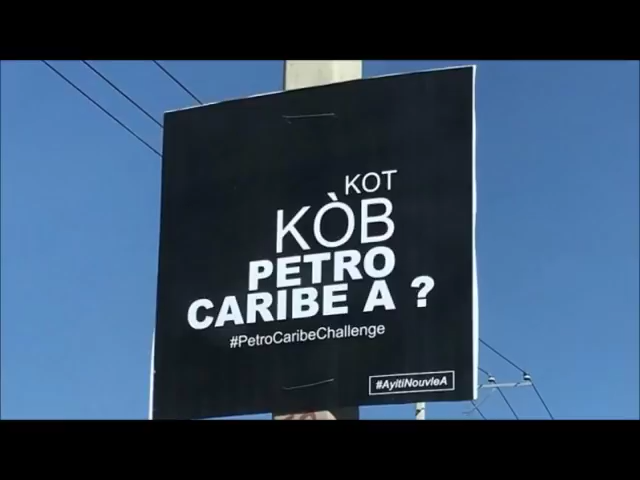 KOT
KÒB
PETRO
CARIBE A ?
#PetroCaribeChallenge
#AyitiNouvleA